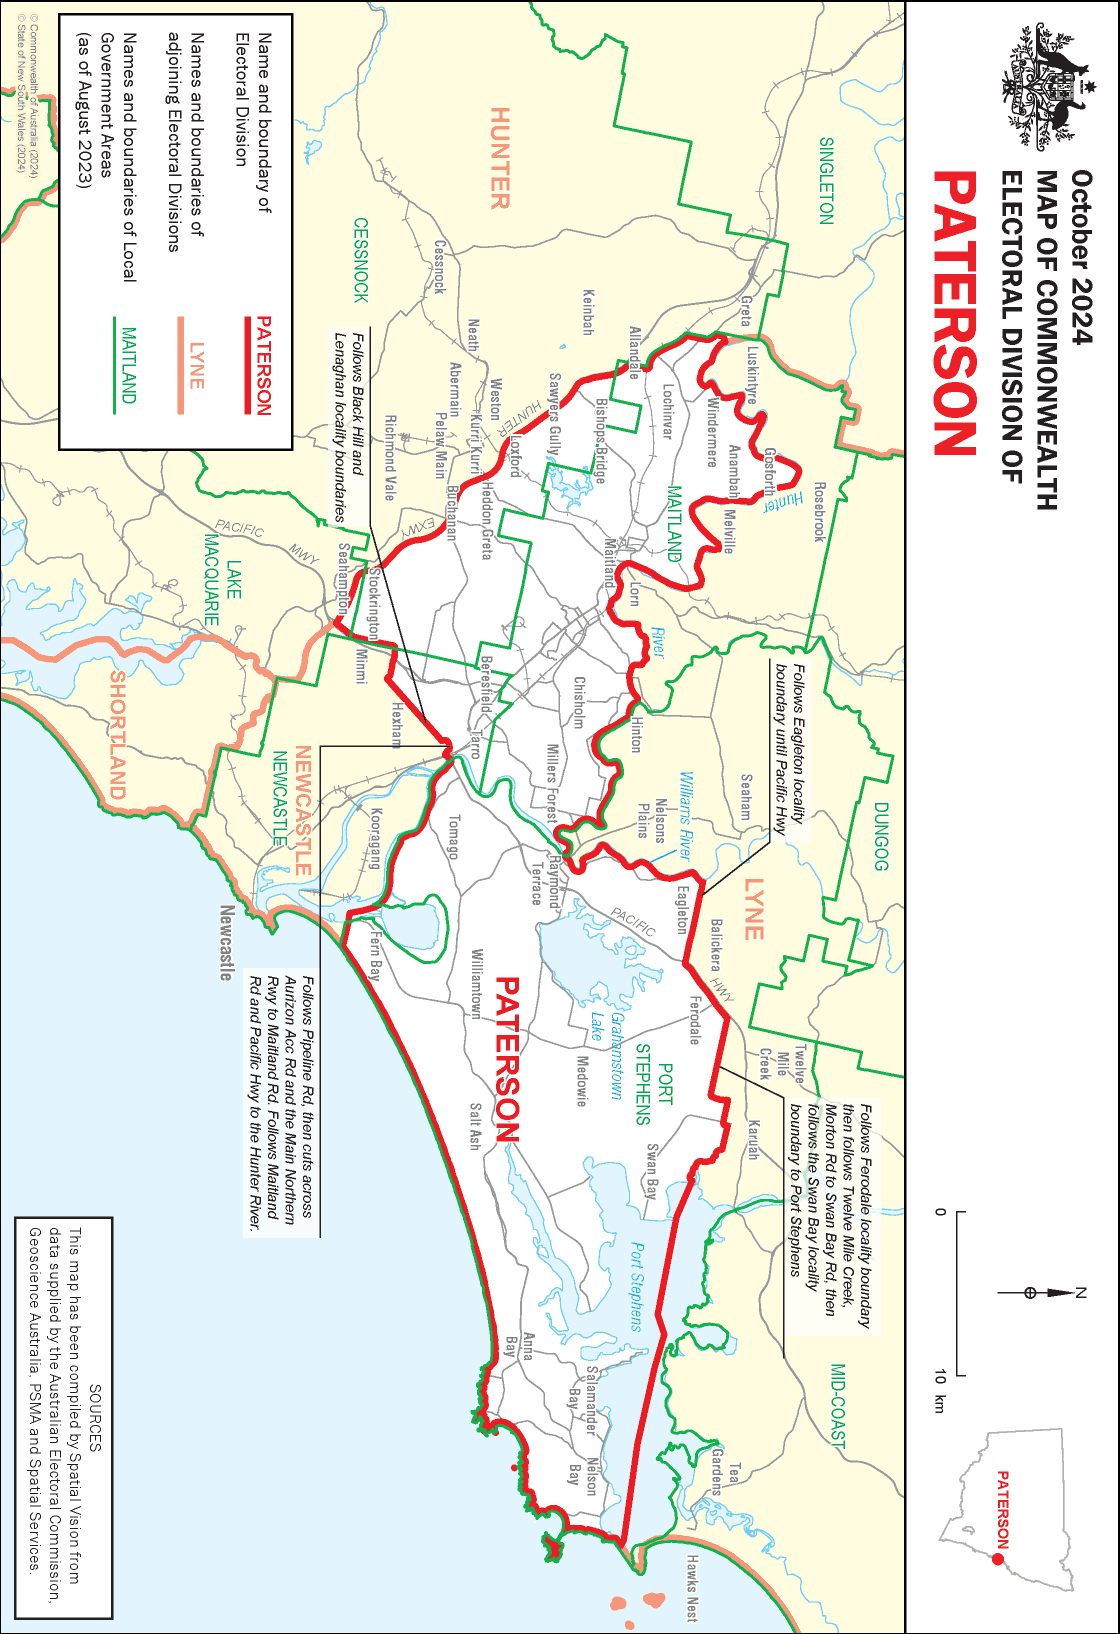 October 2024
MAP OF COMMONWEALTH
ELECTORAL DIVISION OF
PATERSON
AUSTRALIA
N
0
10 km
PATERSON
SINGLETON
DUNGOG
MID-COAST
HUNTER
CESSNOCK
MAITLAND
LYNE
PORT
STEPHENS
PATERSON
LAKE
MACQUARIE
NEWCASTLE
NEWCASTLE
SHORTLAND
Newcastle
Greta
Luskintyre
Windermere
Anambah
Gosforth
Hunter
Rosebrook
Melville
Lochinvar
Allandale
Keinbah
Bishops Bridge
Sawyers Gully
HUNTER
EXWY
Loxford
Weston
Kurri Kurri
Heddon Greta
Neath
Abermain
Pelaw Main
Buchanan
Cessnock
Richmond Vale
Maitland
Lorn
River
Chisholm
Hinton
Seaham
Nelsons
Plains
Williams River
Millers Forest
Beresfield
Tarro
Stockrington
Seahampton
Minmi
Hexham
PACIFIC
MWY
Tomago
Kooragang
Fern Bay
Raymond
Terrace
Eagleton
Balickera
PACIFIC
HWY
Ferodale
Grahamstown
Lake
Williamtown
Medowie
Salt Ash
Swan Bay
Twelve
Mile
Creek
Karuah
Port Stephens
Anna
Bay
Salamander
Bay
Nelson
Bay
Tea
Gardens
Hawks Nest
Follows Black Hill and
Lenaghan locality boundaries
Follows Eagleton locality
boundary until Pacific Hwy
Follows Ferodale locality boundary
then follows Twelve Mile Creek,
Morton Rd to Swan Bay Rd, then
follows the Swan Bay locality
boundary to Port Stephens
Follows Pipeline Rd, then cuts across
Aurizon Acc Rd and the Main Northern
Rwy to Maitland Rd. Follows Maitland
Rd and Pacific Hwy to the Hunter River.
Name and boundary of
Electoral Division
PATERSON
Names and boundaries of
adjoining Electoral Divisions
LYNE
Names and boundaries of Local
Government Areas
(as of August 2023)
MAITLAND
© Commonwealth of Australia (2024)
© State of New South Wales (2024)
SOURCES
This map has been compiled by Spatial Vision from
data supplied by the Australian Electoral Commission,
Geoscience Australia, PSMA and Spatial Services.